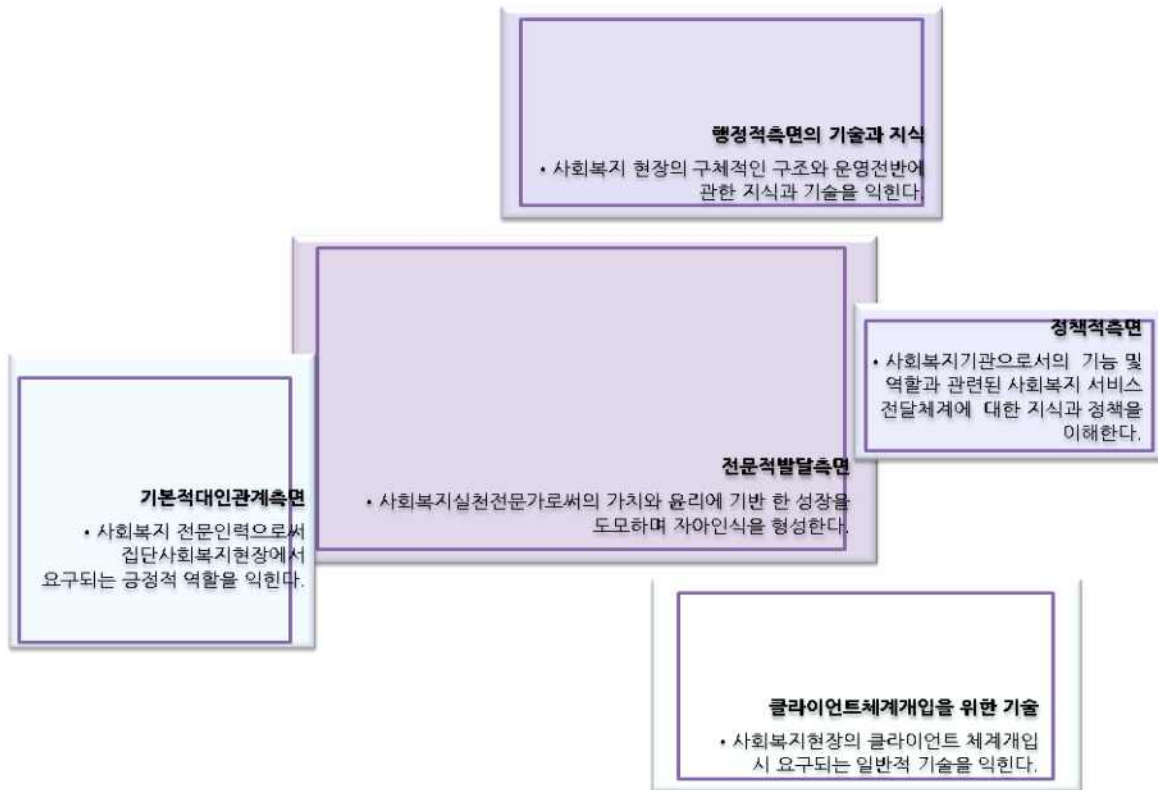 행정적측면의 기술과 지식
• 사회복지 현장의 구체적인 구조와 운영전반에
관한 지식과 기술을 익힌다.
정책적측면
• 사회복지기관으로서의 기능 및
역할과 관련된 사회복지 서비스
전달체계에 대한 지식과 정책을
이해한다.
전문적발달측면
• 사회복지실천전문가로써의 가치와 윤리에 기반 한 성장을
도모하며 자아인식을 형성한다.
기본적대인관계측면
• 사회복지 전문인력으로써
집단사회복지현장에서
요구되는 긍정적 역할을 익힌다.
클라이언트체계개입을 위한 기술
• 사회복지현장의 클라이언트 체계개입
시 요구되는 일반적 기술을 익힌다.